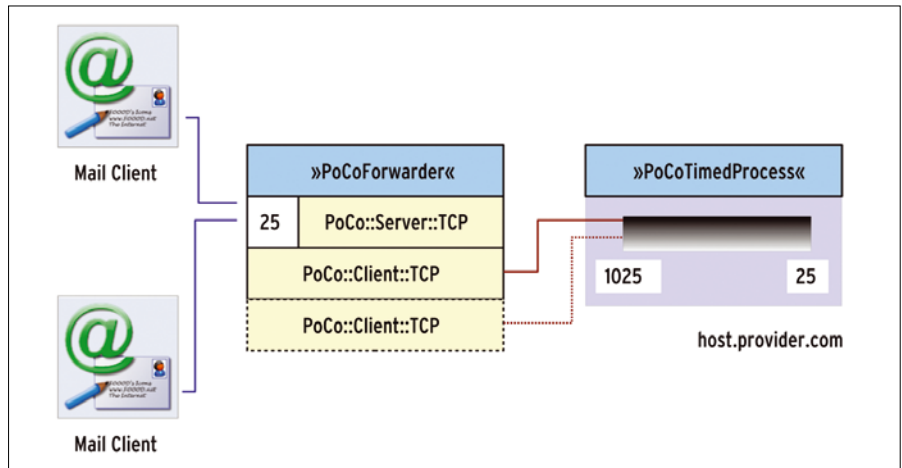 Mail Client
»PoCoForwarder«
»PoCoTimedProcess«
25
PoCo::Server::TCP
PoCo::Client::TCP
1025
25
PoCo::Client::TCP
host.provider.com
Mail Client